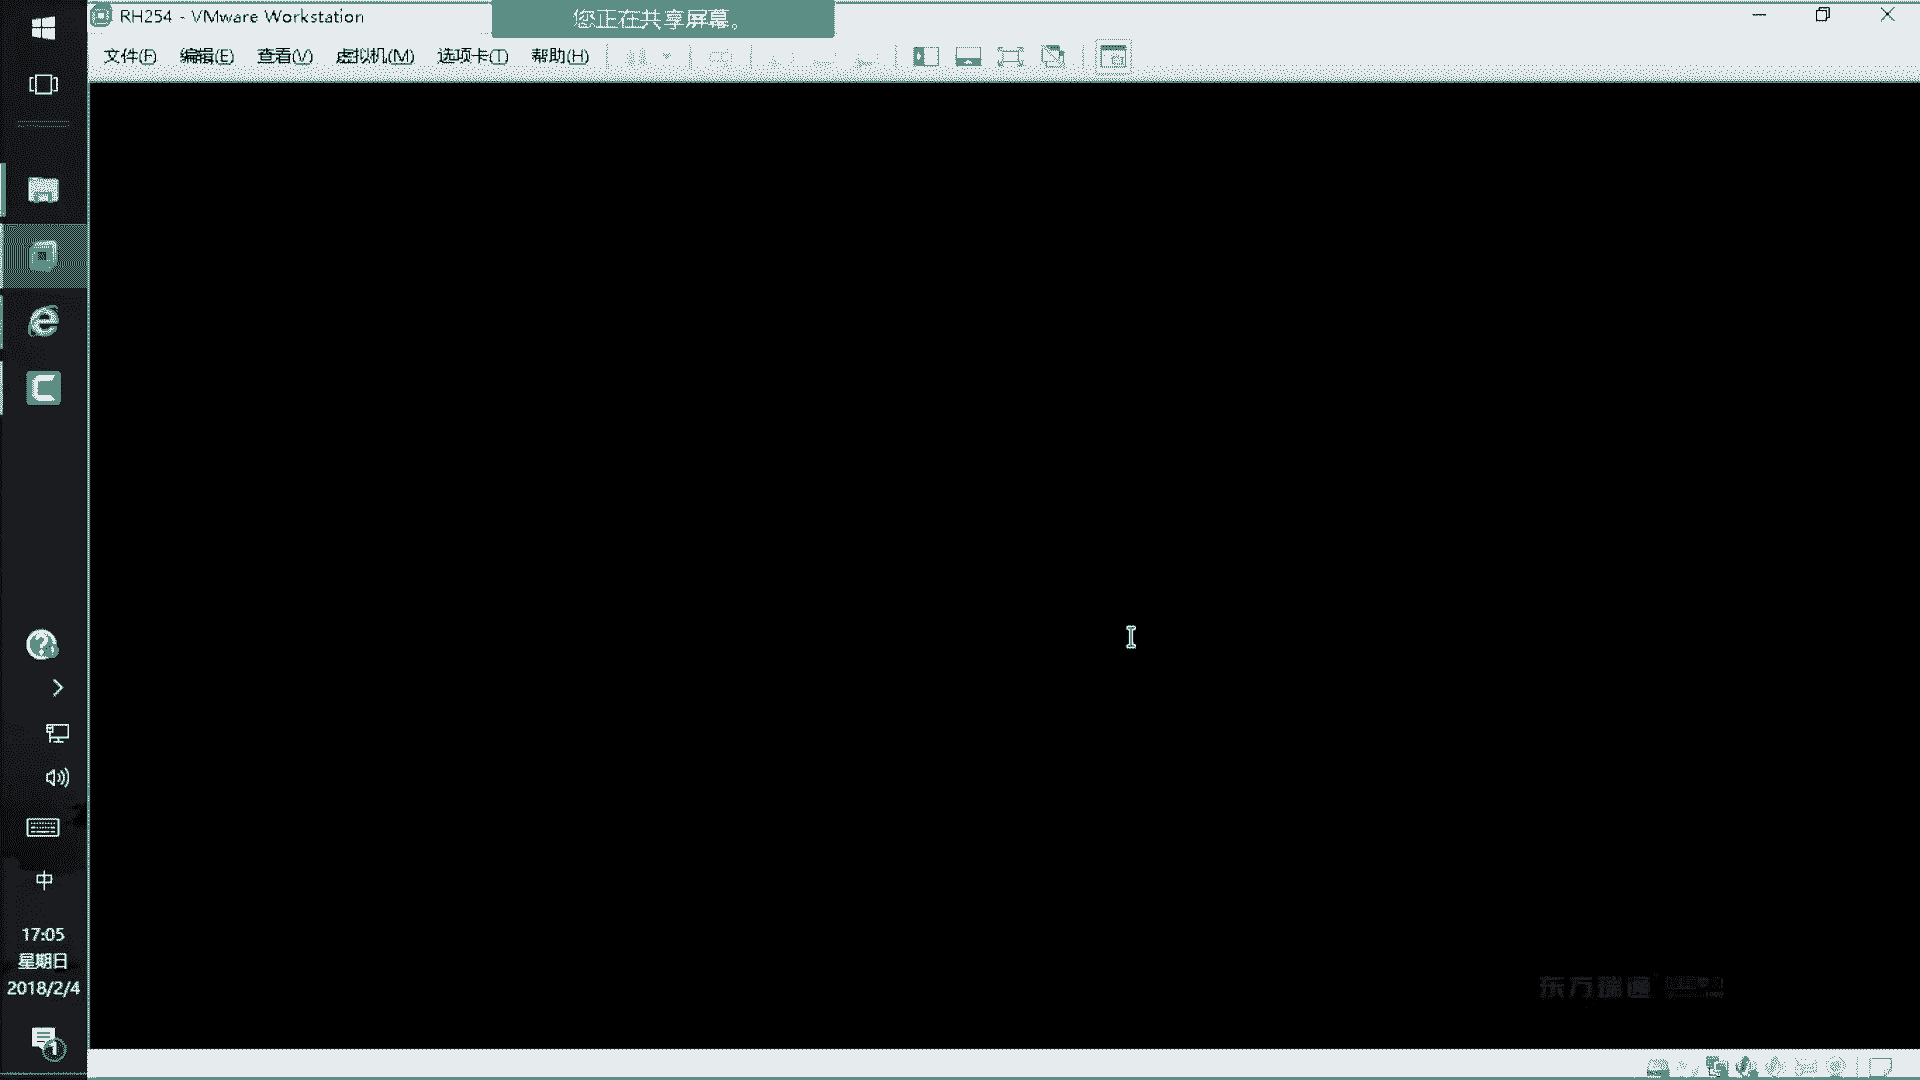 RH254 - VMware Workstation
您正在共享屏幕。
文件(F) 编辑(E) 查看(V) 虚拟机(M) 选项卡(T) 帮助(H)
中
17:05
星期日
2018/2/4
1
东方瑞通